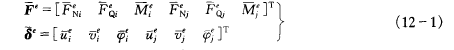 F̄ᵉ = [ F̄ᵉNi F̄ᵉQi M̄ᵉi F̄ᵉNj F̄ᵉQj M̄ᵉj ]ᵀ
δ̄ᵉ = [ ūᵉi v̄ᵉi φ̄ᵉi ūᵉj v̄ᵉj φ̄ᵉj ]ᵀ } (12-1)